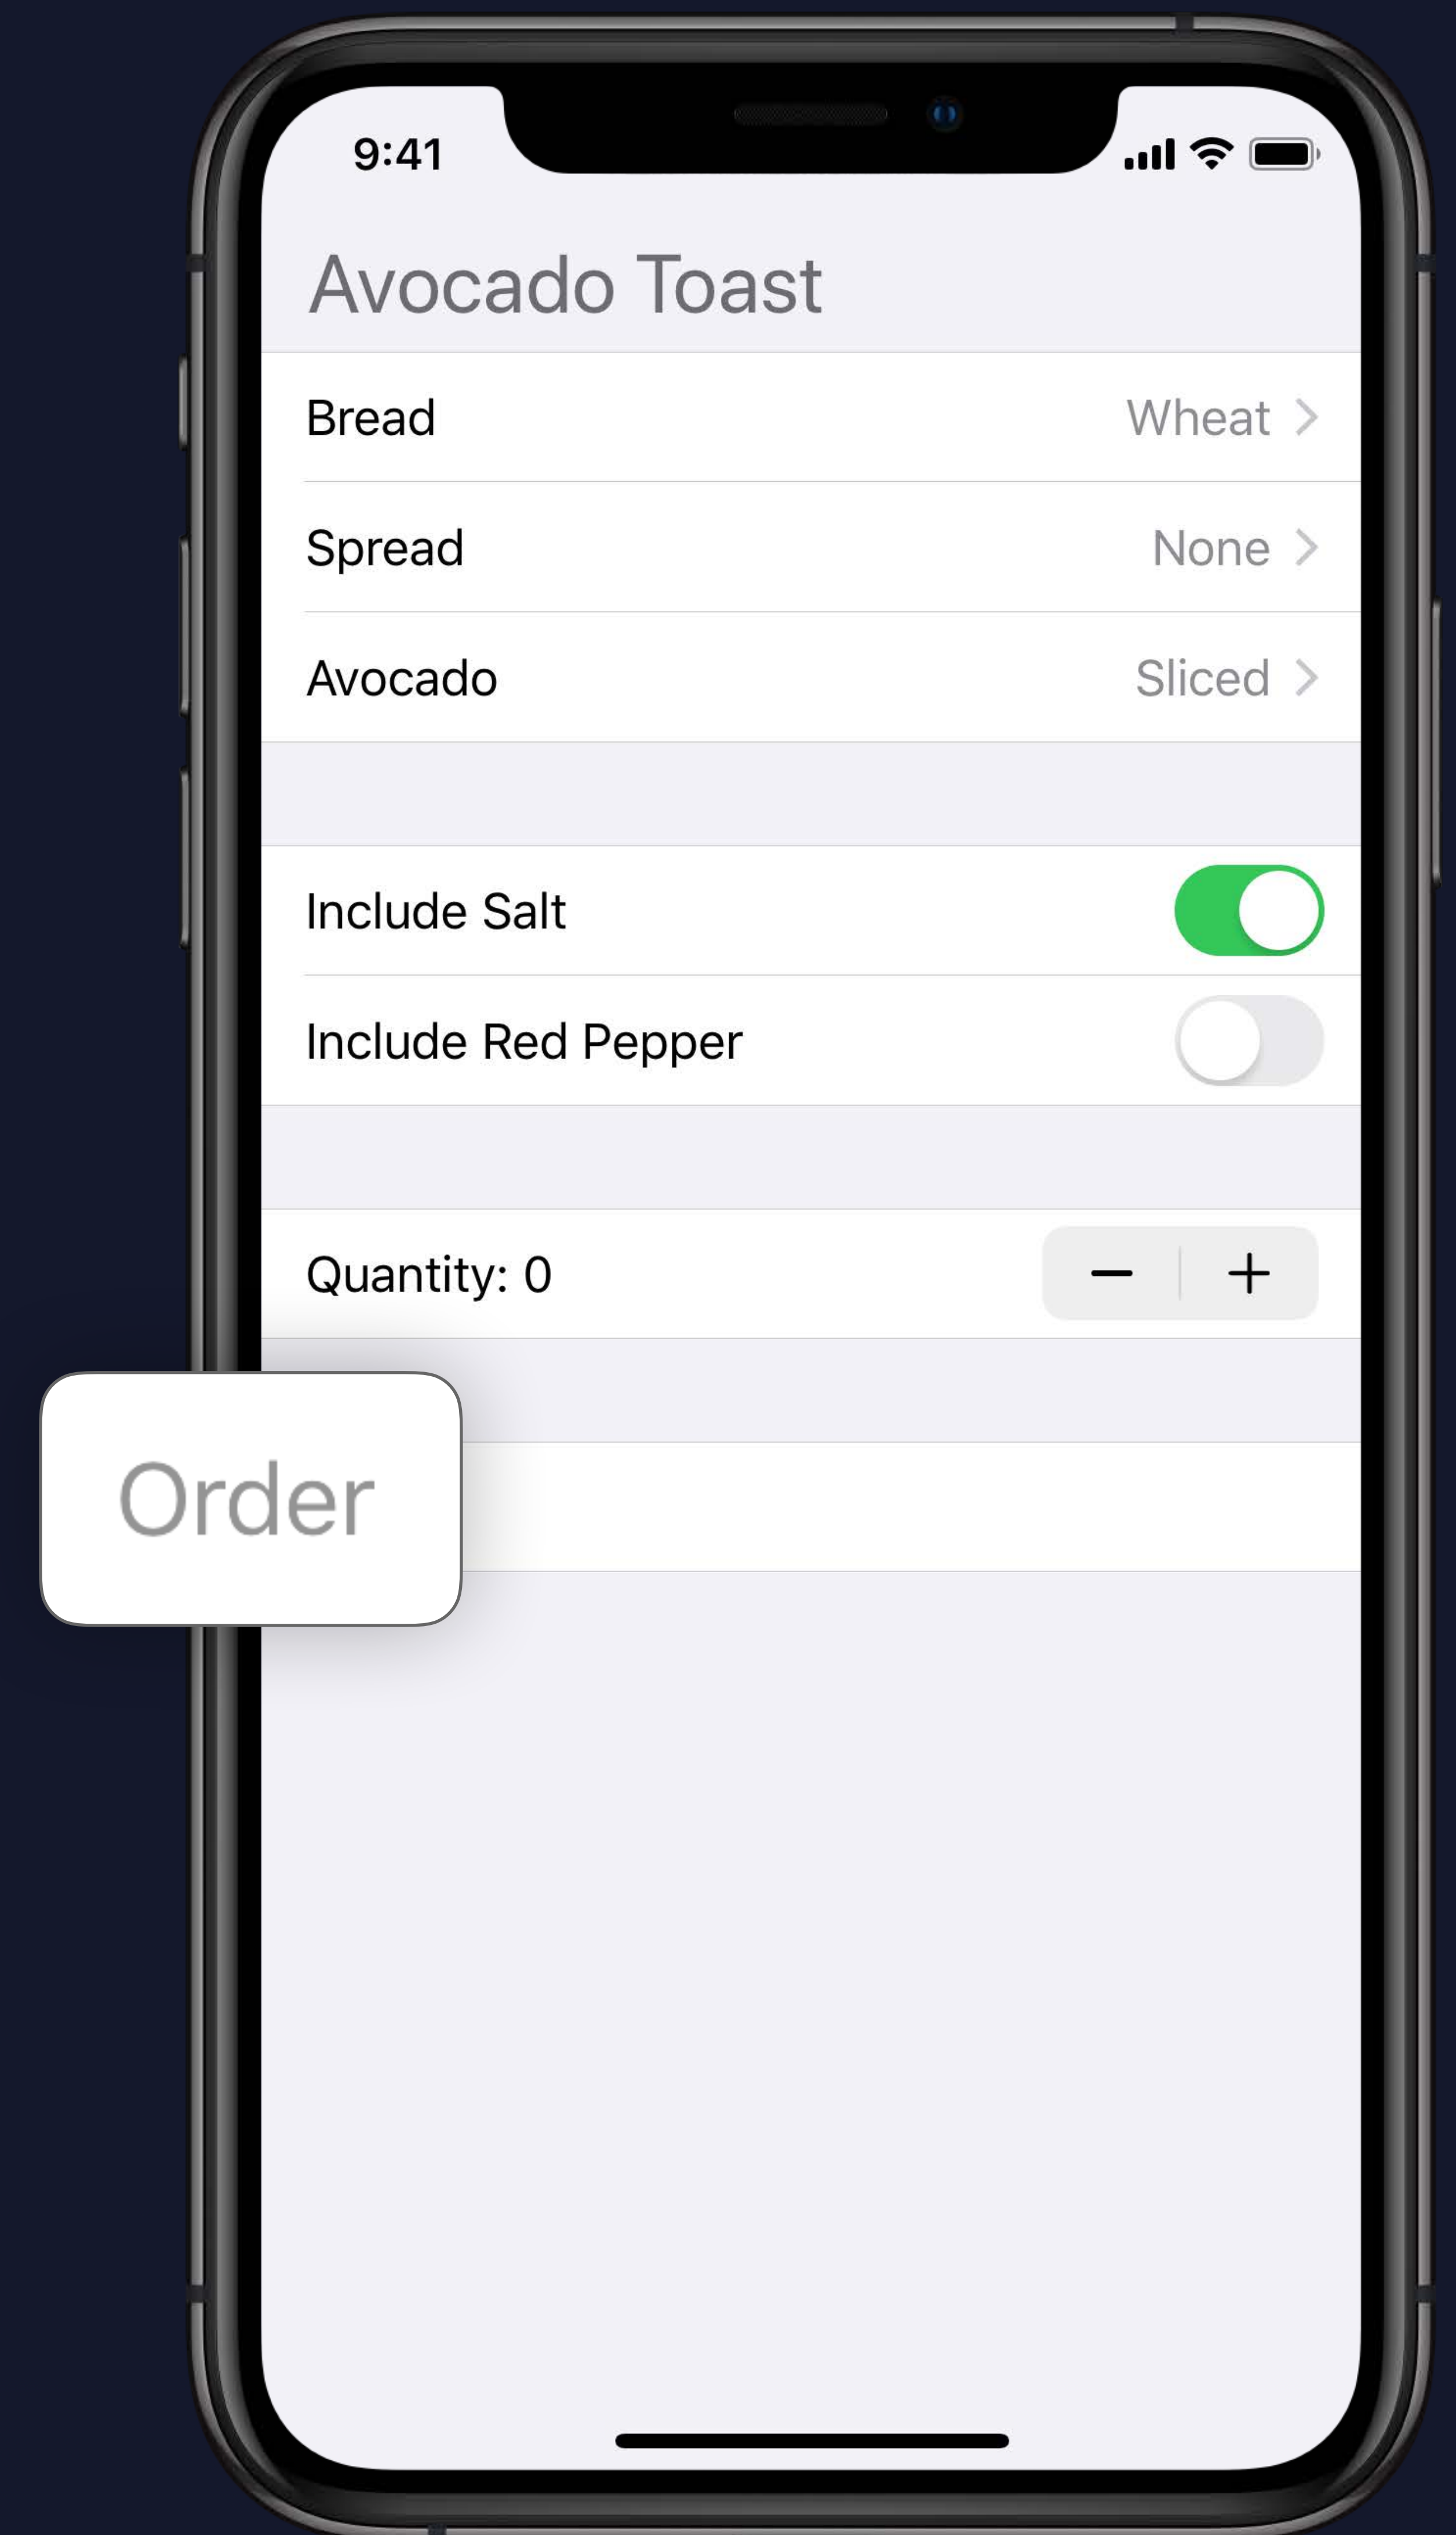 9:41
Avocado Toast
Bread Wheat
Spread None
Avocado Sliced
Include Salt
Include Red Pepper
Quantity: 0
Order